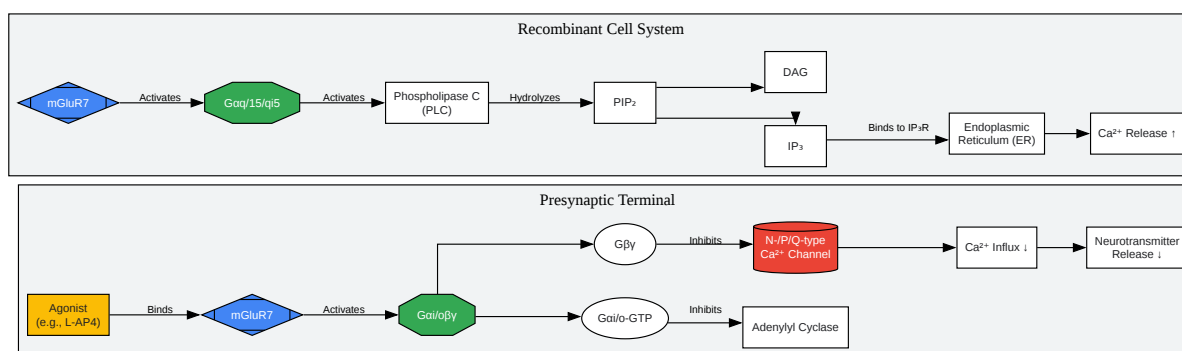 Recombinant Cell System
mGluR7
Activates
Gαq/15/qi5
Activates
Phospholipase C
(PLC)
Hydrolyzes
PIP₂
DAG
IP₃
Binds to IP₃R
Endoplasmic
Reticulum (ER)
Ca²⁺ Release ↑
Presynaptic Terminal
Agonist
(e.g., L-AP4)
Binds
mGluR7
Activates
Gαi/oβγ
Gβγ
Inhibits
N-/P/Q-type
Ca²⁺ Channel
Ca²⁺ Influx ↓
Neurotransmitter
Release ↓
Gαi/o-GTP
Inhibits
Adenylyl Cyclase